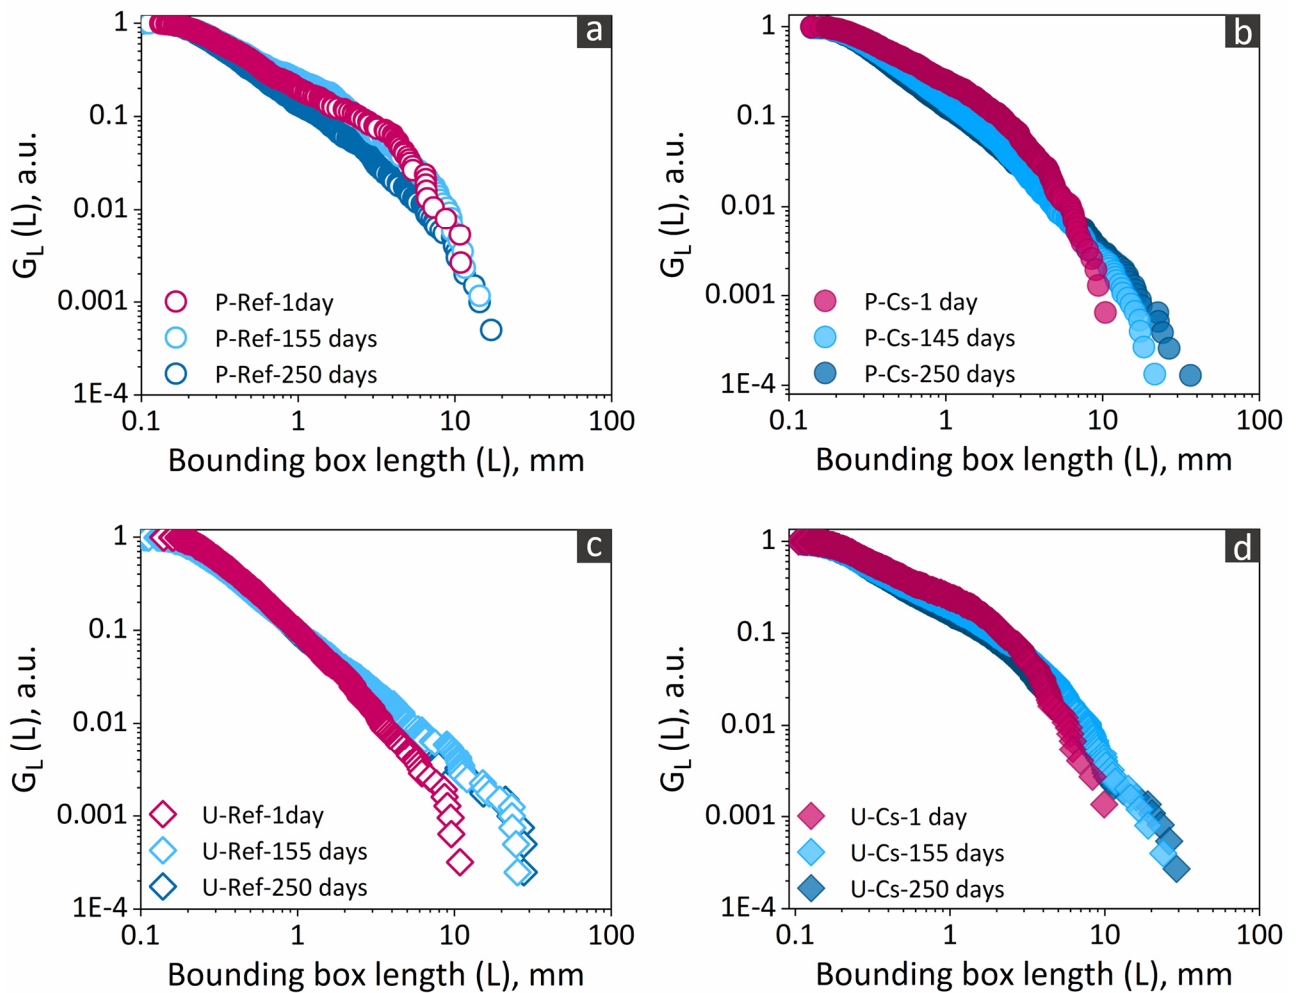 a
1
0.1
0.01
0.001
1E-4
G_L (L), a.u.
P-Ref-1day
P-Ref-155 days
P-Ref-250 days
0.1 1 10 100
Bounding box length (L), mm
b
1
0.1
0.01
0.001
1E-4
G_L (L), a.u.
P-Cs-1 day
P-Cs-145 days
P-Cs-250 days
0.1 1 10 100
Bounding box length (L), mm
c
1
0.1
0.01
0.001
1E-4
G_L (L), a.u.
U-Ref-1day
U-Ref-155 days
U-Ref-250 days
0.1 1 10 100
Bounding box length (L), mm
d
1
0.1
0.01
0.001
1E-4
G_L (L), a.u.
U-Cs-1 day
U-Cs-155 days
U-Cs-250 days
0.1 1 10 100
Bounding box length (L), mm